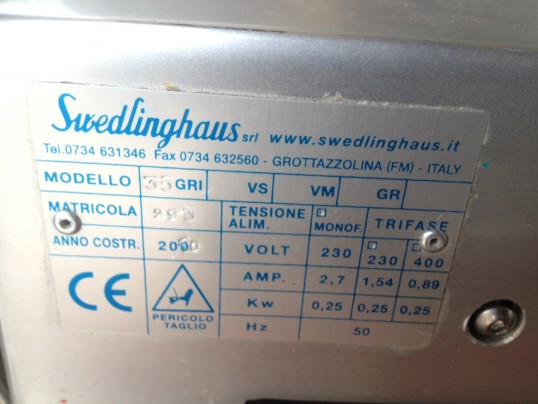 Swedlinghaus srl www.swedlinghaus.it
Tel.0734 631346 Fax 0734 632560 - GROTTAZZOLINA (FM) - ITALY
MODELLO 35 GRI VS VM GR
MATRICOLA TENSIONE ALIM. MONOF. TRIFASE
ANNO COSTR. VOLT 230 230 400
AMP. 2,7 1,54 0,89
CE PERICOLO TAGLIO Kw 0,25 0,25 0,25
Hz 50